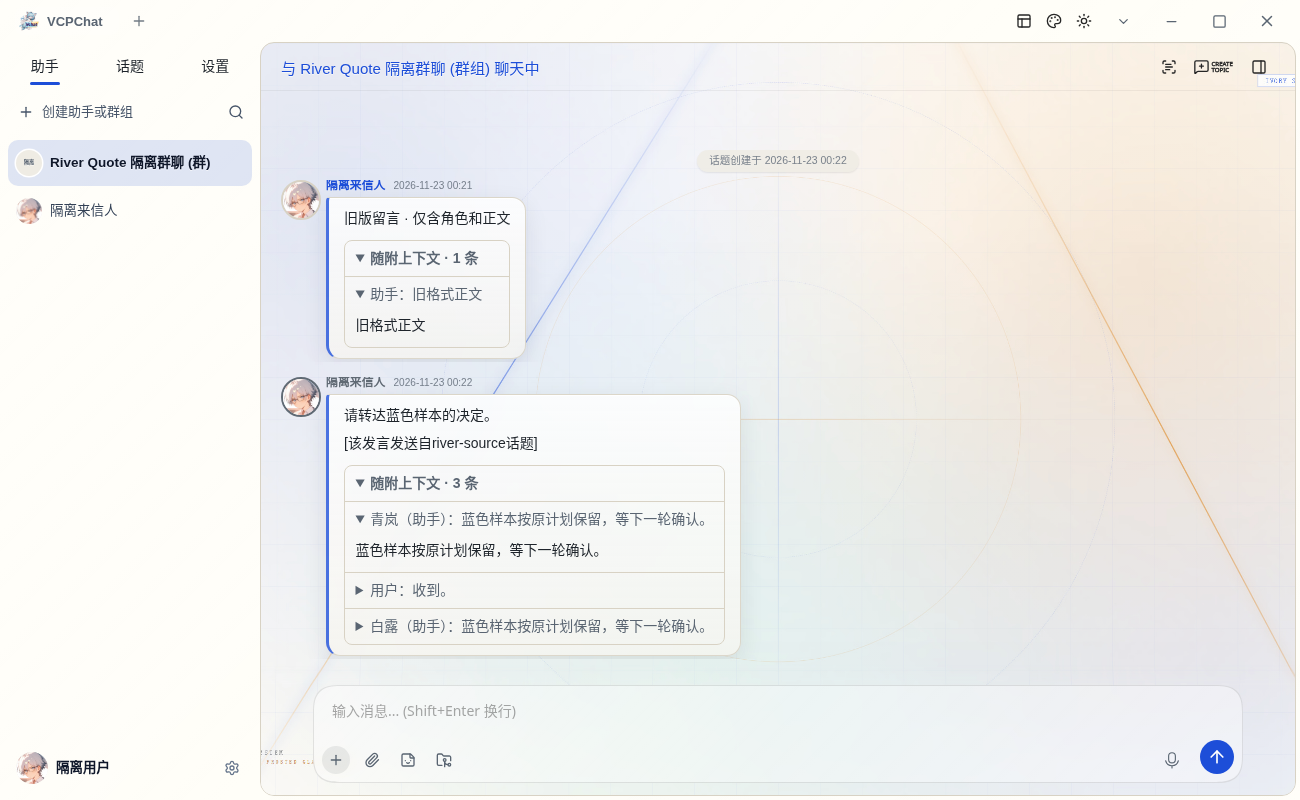 VCPChat
助手
话题
设置
创建助手或群组
River Quote 隔离群聊 (群)
隔离来信人
隔离用户
与 River Quote 隔离群聊 (群组) 聊天中
CREATE TOPIC
话题创建于 2026-11-23 00:22
隔离来信人 2026-11-23 00:21
旧版留言 · 仅含角色和正文
随附上下文 · 1 条
助手：旧格式正文
旧格式正文
隔离来信人 2026-11-23 00:22
请转达蓝色样本的决定。
[该发言发送自river-source话题]
随附上下文 · 3 条
青岚（助手）：蓝色样本按原计划保留，等下一轮确认。
蓝色样本按原计划保留，等下一轮确认。
用户：收到。
白露（助手）：蓝色样本按原计划保留，等下一轮确认。
输入消息... (Shift+Enter 换行)